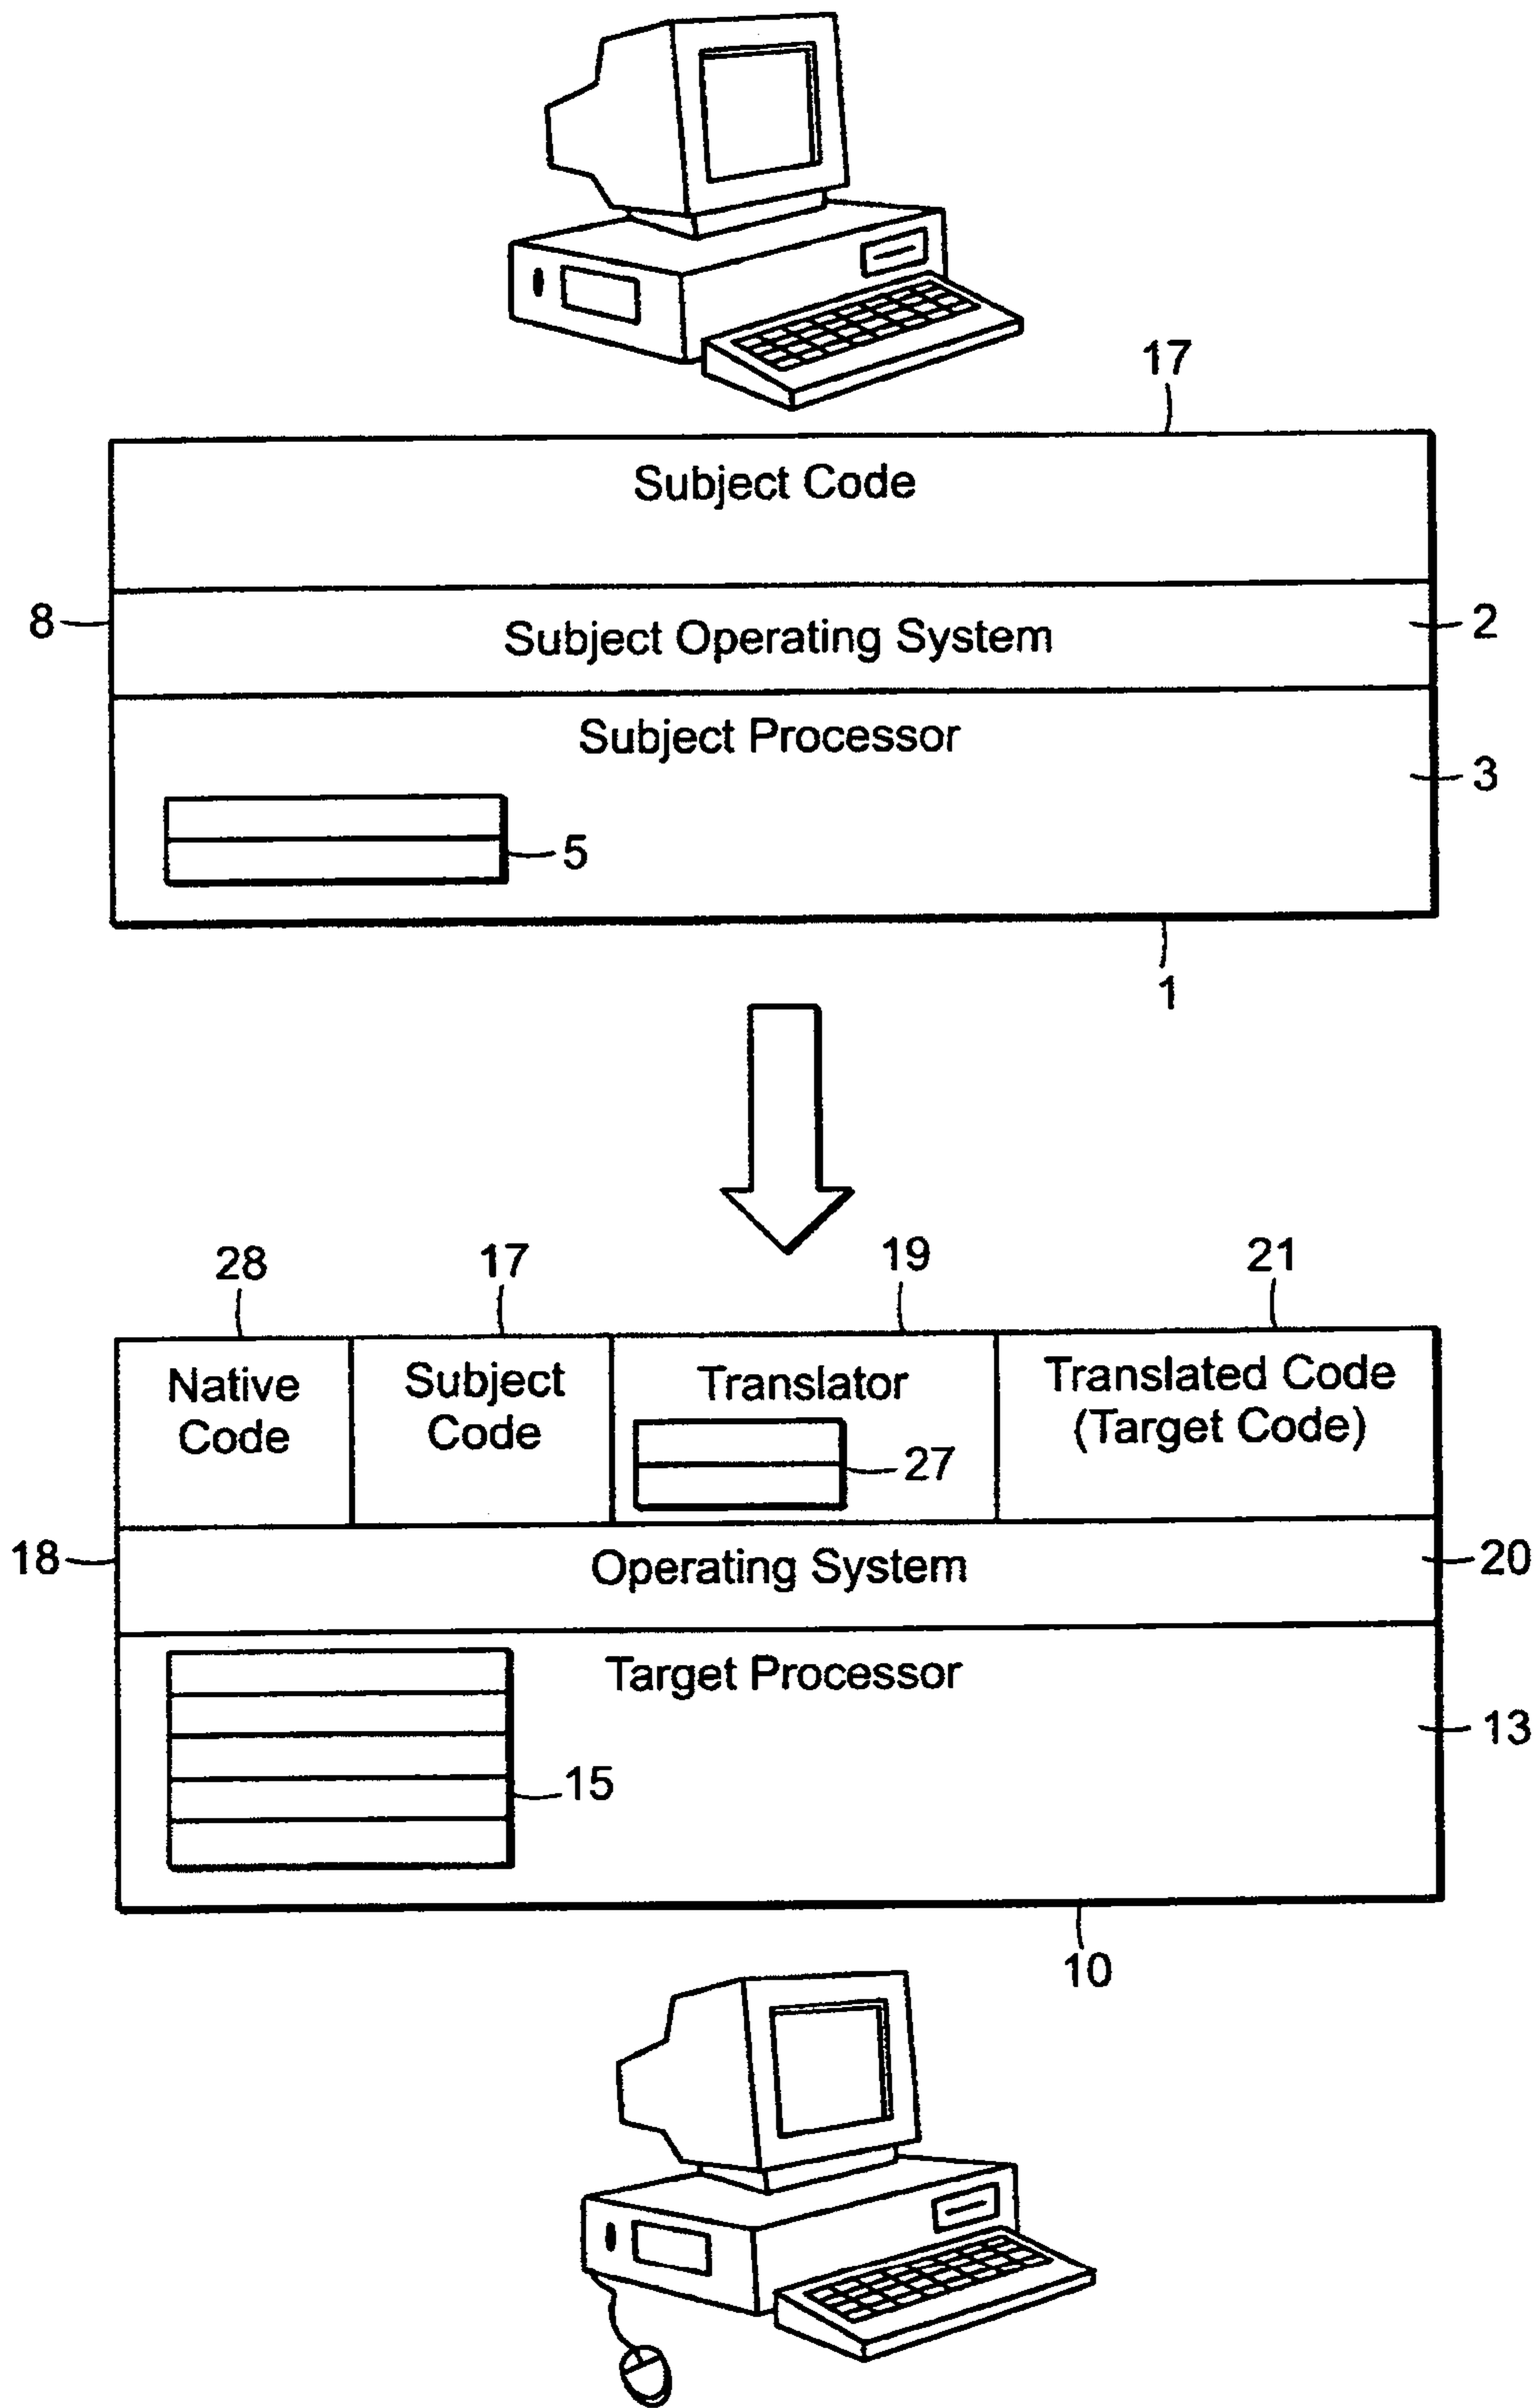 17
Subject Code
8
Subject Operating System
2
Subject Processor
3
5
1
28
17
19
21
Native
Code
Subject
Code
Translator
27
Translated Code
(Target Code)
18
Operating System
20
Target Processor
13
15
10